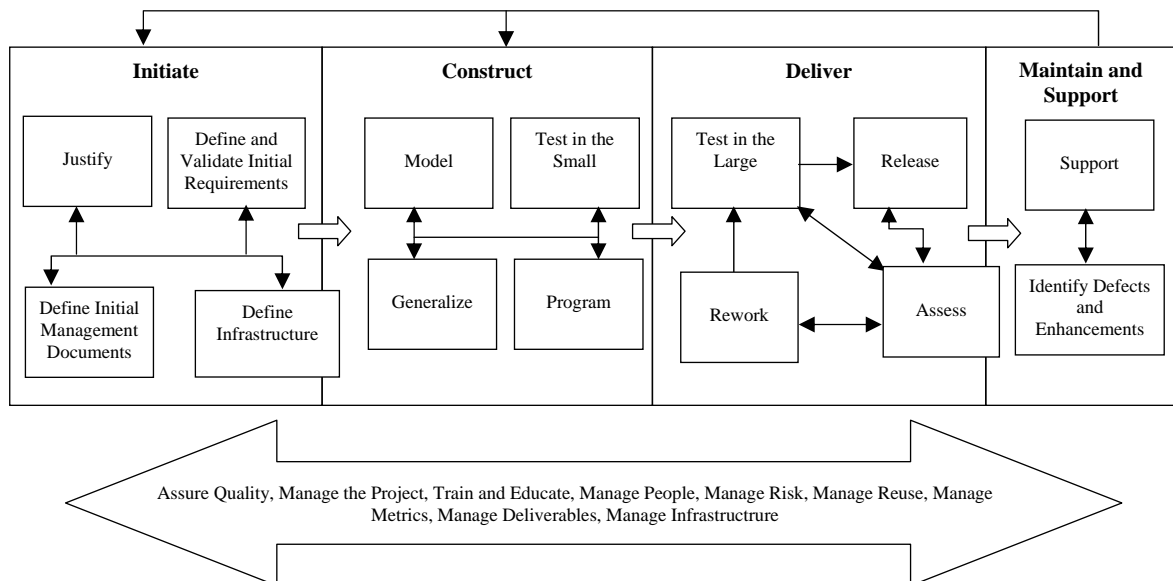 Initiate
Justify
Define and
Validate Initial
Requirements
Define Initial
Management
Documents
Define
Infrastructure
Construct
Model
Test in the
Small
Generalize
Program
Deliver
Test in the
Large
Release
Rework
Assess
Maintain and
Support
Support
Identify Defects
and
Enhancements
Assure Quality, Manage the Project, Train and Educate, Manage People, Manage Risk, Manage Reuse, Manage
Metrics, Manage Deliverables, Manage Infrastructrure